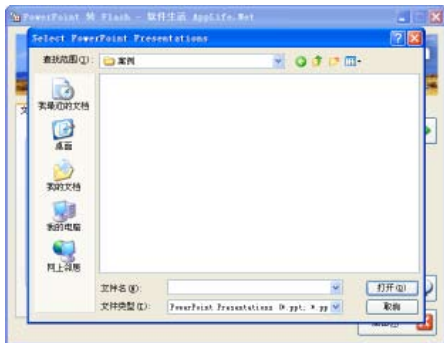 PowerPoint 转 Flash - 软件生活 AppLife.Net
Select PowerPoint Presentations
查找范围(I):
案例
我最近的文档
桌面
我的文档
我的电脑
网上邻居
文件名(N):
打开(O)
文件类型(T):
PowerPoint Presentations (*.ppt; *.pp
取消